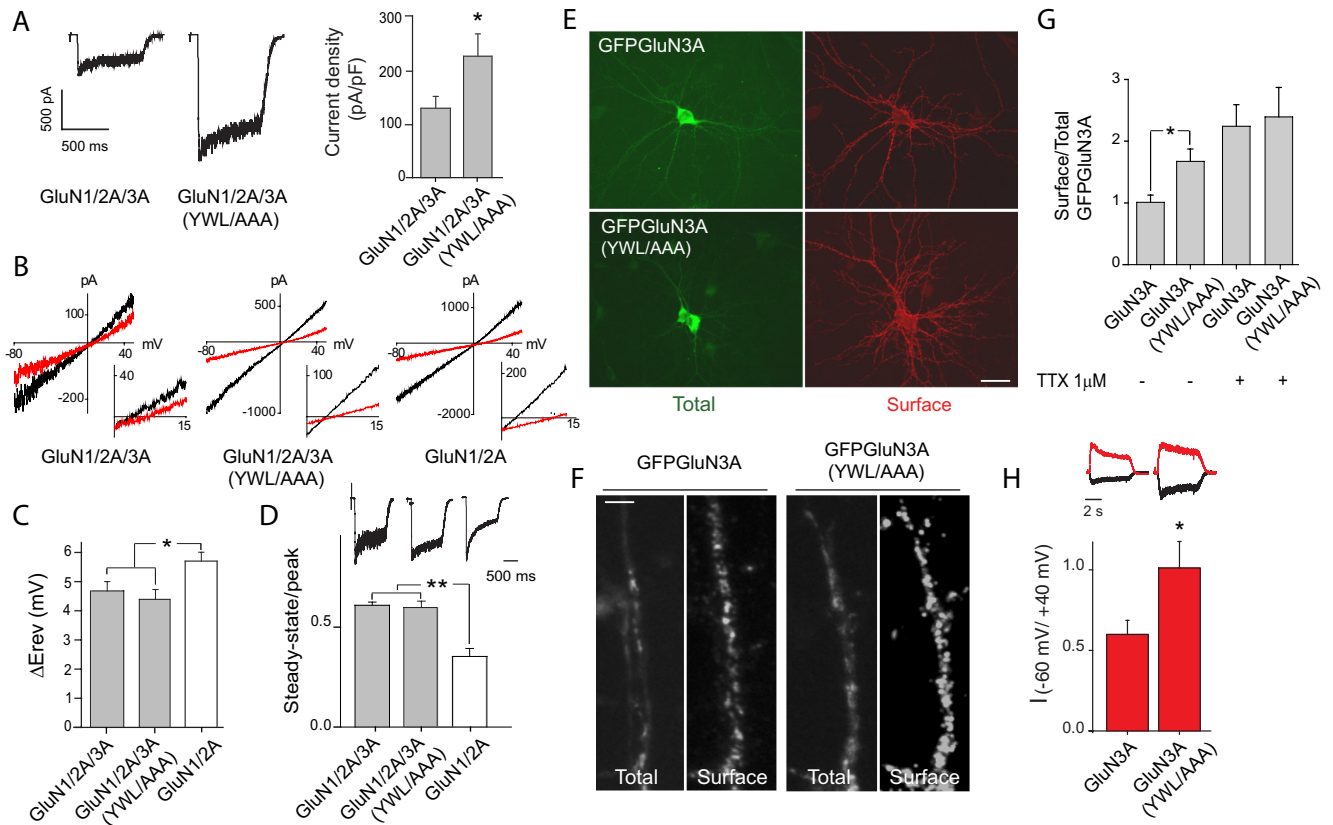 A
500 pA
500 ms
GluN1/2A/3A
GluN1/2A/3A
(YWL/AAA)
Current density
(pA/pF)
300
200
100
0
*
GluN1/2A/3A
GluN1/2A/3A
(YWL/AAA)
B
pA
100
-80
40
mV
-200
40
15
GluN1/2A/3A
pA
500
-80
40
mV
-1000
100
15
GluN1/2A/3A
(YWL/AAA)
pA
1000
-80
40
mV
-2000
200
15
GluN1/2A
C
ΔErev (mV)
6
5
4
3
2
1
0
*
GluN1/2A/3A
GluN1/2A/3A
(YWL/AAA)
GluN1/2A
D
500 ms
Steady-state/peak
0.5
0.0
**
GluN1/2A/3A
GluN1/2A/3A
(YWL/AAA)
GluN1/2A
E
GFPGluN3A
GFPGluN3A
(YWL/AAA)
Total
Surface
F
GFPGluN3A
GFPGluN3A
(YWL/AAA)
Total
Surface
Total
Surface
G
Surface/Total
GFPGluN3A
3
2
1
0
*
GluN3A
GluN3A
(YWL/AAA)
GluN3A
GluN3A
(YWL/AAA)
TTX 1μM - - + +
H
2 s
I (-60 mV/ +40 mV)
1.0
0.5
0.0
*
GluN3A
GluN3A
(YWL/AAA)